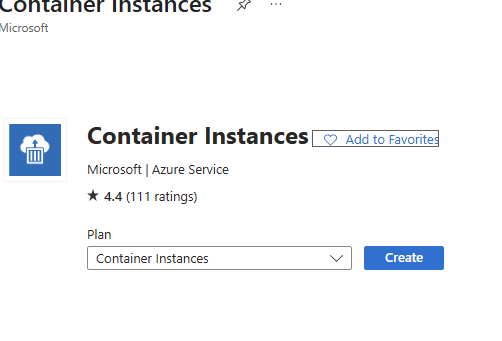 Container Instances
Microsoft
Container Instances
Add to Favorites
Microsoft | Azure Service
★ 4.4 (111 ratings)
Plan
Container Instances
Create